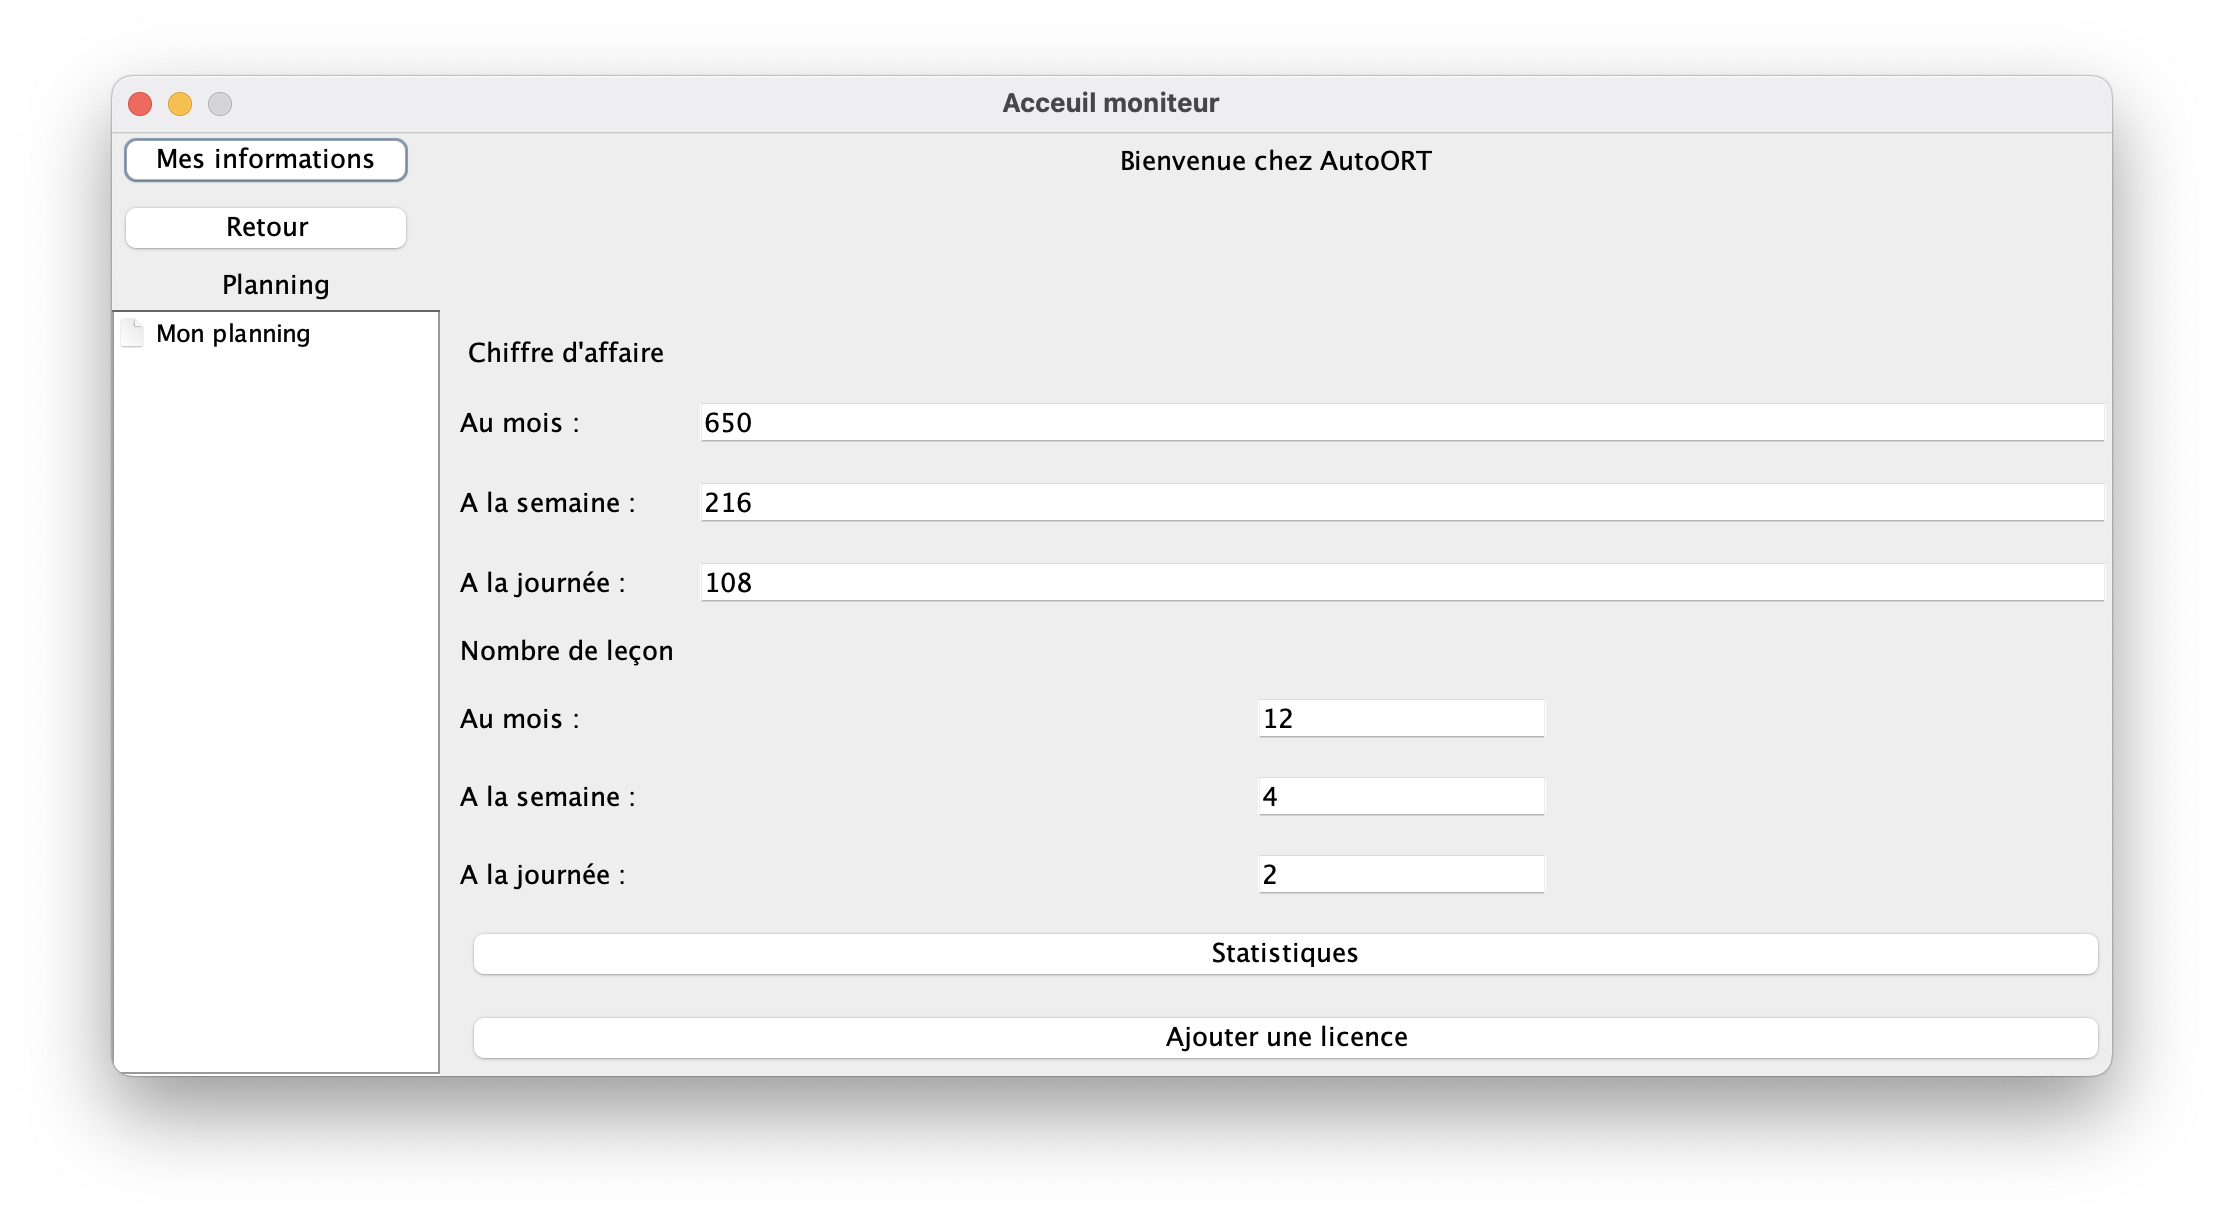 Acceuil moniteur
Mes informations
Bienvenue chez AutoORT
Retour
Planning
Mon planning
Chiffre d'affaire
Au mois : 650
A la semaine : 216
A la journée : 108
Nombre de leçon
Au mois : 12
A la semaine : 4
A la journée : 2
Statistiques
Ajouter une licence